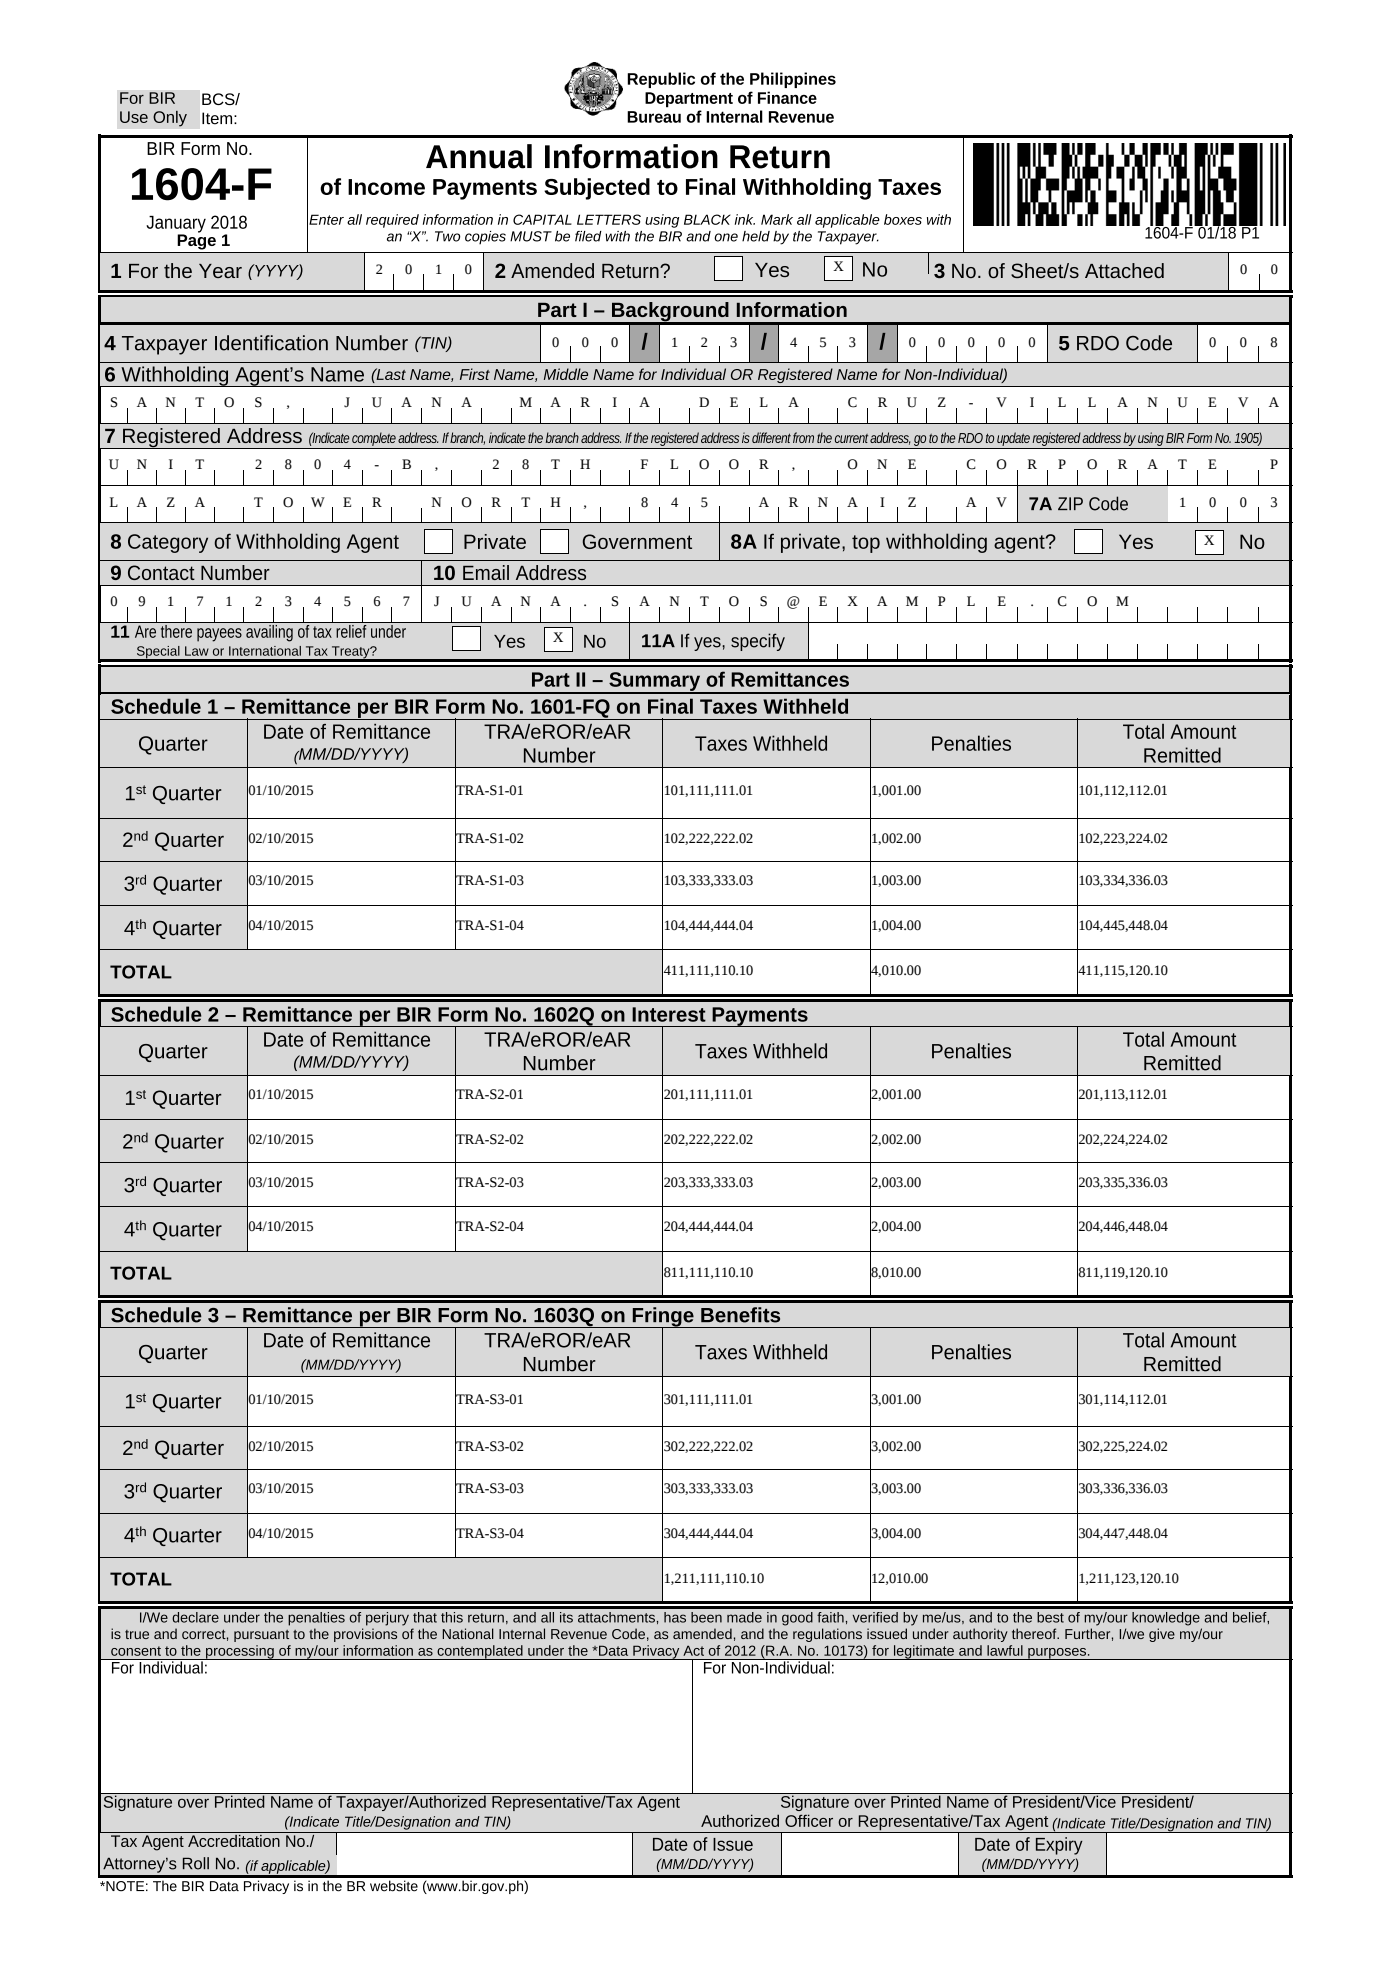 Republic of the Philippines
For BIR Use Only BCS/ Item:
Department of Finance
Bureau of Internal Revenue
BIR Form No.
1604-F
January 2018
Page 1
Annual Information Return
of Income Payments Subjected to Final Withholding Taxes
Enter all required information in CAPITAL LETTERS using BLACK ink. Mark all applicable boxes with
an “X”. Two copies MUST be filed with the BIR and one held by the Taxpayer.
1604-F 01/18 P1
1 For the Year (YYYY) 2 0 1 0 2 Amended Return? Yes X No 3 No. of Sheet/s Attached 0 0
Part I – Background Information
4 Taxpayer Identification Number (TIN) 0 0 0 / 1 2 3 / 4 5 3 / 0 0 0 0 0 5 RDO Code 0 0 8
6 Withholding Agent’s Name (Last Name, First Name, Middle Name for Individual OR Registered Name for Non-Individual)
SANTOS, JUANA MARIA DELA CRUZ-VILLANUEVA
7 Registered Address (Indicate complete address. If branch, indicate the branch address. If the registered address is different from the current address, go to the RDO to update registered address by using BIR Form No. 1905)
UNIT 2804-B, 28TH FLOOR, ONE CORPORATE P
LAZA TOWER NORTH, 845 ARNAIZ AV 7A ZIP Code 1 0 0 3
8 Category of Withholding Agent Private Government 8A If private, top withholding agent? Yes X No
9 Contact Number 10 Email Address
09171234567 JUANA.SANTOS@EXAMPLE.COM
11 Are there payees availing of tax relief under
Special Law or International Tax Treaty? Yes X No 11A If yes, specify
Part II – Summary of Remittances
Schedule 1 – Remittance per BIR Form No. 1601-FQ on Final Taxes Withheld
Quarter Date of Remittance (MM/DD/YYYY) TRA/eROR/eAR Number Taxes Withheld Penalties Total Amount Remitted
1st Quarter 01/10/2015 TRA-S1-01 101,111,111.01 1,001.00 101,112,112.01
2nd Quarter 02/10/2015 TRA-S1-02 102,222,222.02 1,002.00 102,223,224.02
3rd Quarter 03/10/2015 TRA-S1-03 103,333,333.03 1,003.00 103,334,336.03
4th Quarter 04/10/2015 TRA-S1-04 104,444,444.04 1,004.00 104,445,448.04
TOTAL 411,111,110.10 4,010.00 411,115,120.10
Schedule 2 – Remittance per BIR Form No. 1602Q on Interest Payments
Quarter Date of Remittance (MM/DD/YYYY) TRA/eROR/eAR Number Taxes Withheld Penalties Total Amount Remitted
1st Quarter 01/10/2015 TRA-S2-01 201,111,111.01 2,001.00 201,113,112.01
2nd Quarter 02/10/2015 TRA-S2-02 202,222,222.02 2,002.00 202,224,224.02
3rd Quarter 03/10/2015 TRA-S2-03 203,333,333.03 2,003.00 203,335,336.03
4th Quarter 04/10/2015 TRA-S2-04 204,444,444.04 2,004.00 204,446,448.04
TOTAL 811,111,110.10 8,010.00 811,119,120.10
Schedule 3 – Remittance per BIR Form No. 1603Q on Fringe Benefits
Quarter Date of Remittance (MM/DD/YYYY) TRA/eROR/eAR Number Taxes Withheld Penalties Total Amount Remitted
1st Quarter 01/10/2015 TRA-S3-01 301,111,111.01 3,001.00 301,114,112.01
2nd Quarter 02/10/2015 TRA-S3-02 302,222,222.02 3,002.00 302,225,224.02
3rd Quarter 03/10/2015 TRA-S3-03 303,333,333.03 3,003.00 303,336,336.03
4th Quarter 04/10/2015 TRA-S3-04 304,444,444.04 3,004.00 304,447,448.04
TOTAL 1,211,111,110.10 12,010.00 1,211,123,120.10
I/We declare under the penalties of perjury that this return, and all its attachments, has been made in good faith, verified by me/us, and to the best of my/our knowledge and belief,
is true and correct, pursuant to the provisions of the National Internal Revenue Code, as amended, and the regulations issued under authority thereof. Further, I/we give my/our
consent to the processing of my/our information as contemplated under the *Data Privacy Act of 2012 (R.A. No. 10173) for legitimate and lawful purposes.
For Individual: For Non-Individual:
Signature over Printed Name of Taxpayer/Authorized Representative/Tax Agent
(Indicate Title/Designation and TIN)
Signature over Printed Name of President/Vice President/
Authorized Officer or Representative/Tax Agent (Indicate Title/Designation and TIN)
Tax Agent Accreditation No./
Attorney’s Roll No. (if applicable)
Date of Issue
(MM/DD/YYYY)
Date of Expiry
(MM/DD/YYYY)
*NOTE: The BIR Data Privacy is in the BR website (www.bir.gov.ph)